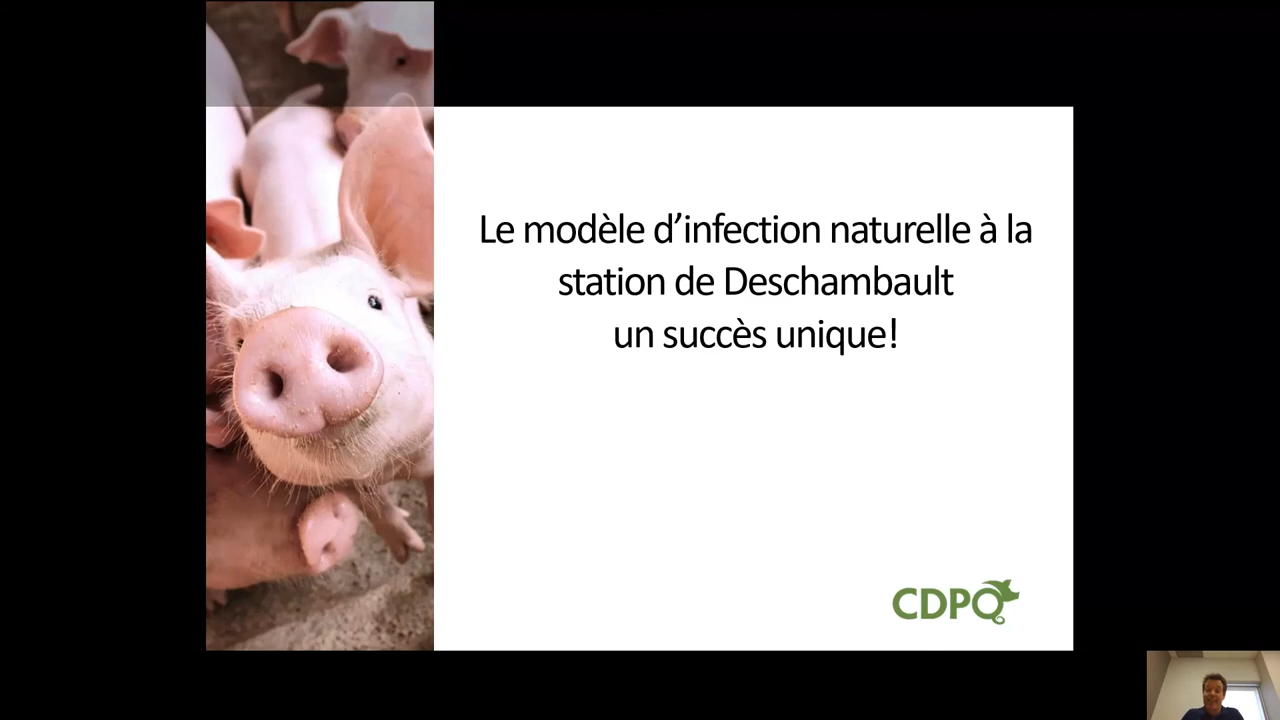 Le modèle d’infection naturelle à la
station de Deschambault
un succès unique!
CDPQ